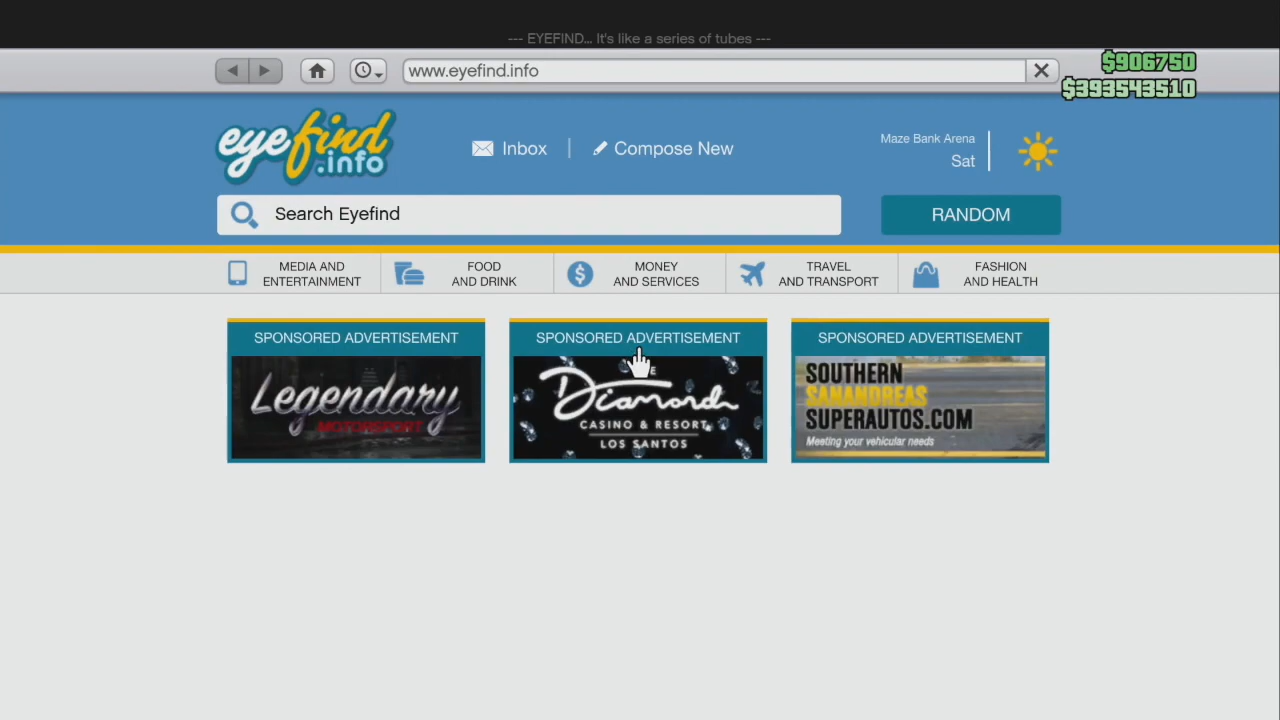 --- EYEFIND... It's like a series of tubes ---
www.eyefind.info
$906750
$393543510
eyefind
.info
Inbox
Compose New
Maze Bank Arena
Sat
Search Eyefind
RANDOM
MEDIA AND
ENTERTAINMENT
FOOD
AND DRINK
MONEY
AND SERVICES
TRAVEL
AND TRANSPORT
FASHION
AND HEALTH
SPONSORED ADVERTISEMENT
Legendary
MOTORSPORT
SPONSORED ADVERTISEMENT
Diamond
CASINO & RESORT
LOS SANTOS
SPONSORED ADVERTISEMENT
SOUTHERN
SANANDREAS
SUPERAUTOS.COM
Meeting your vehicular needs